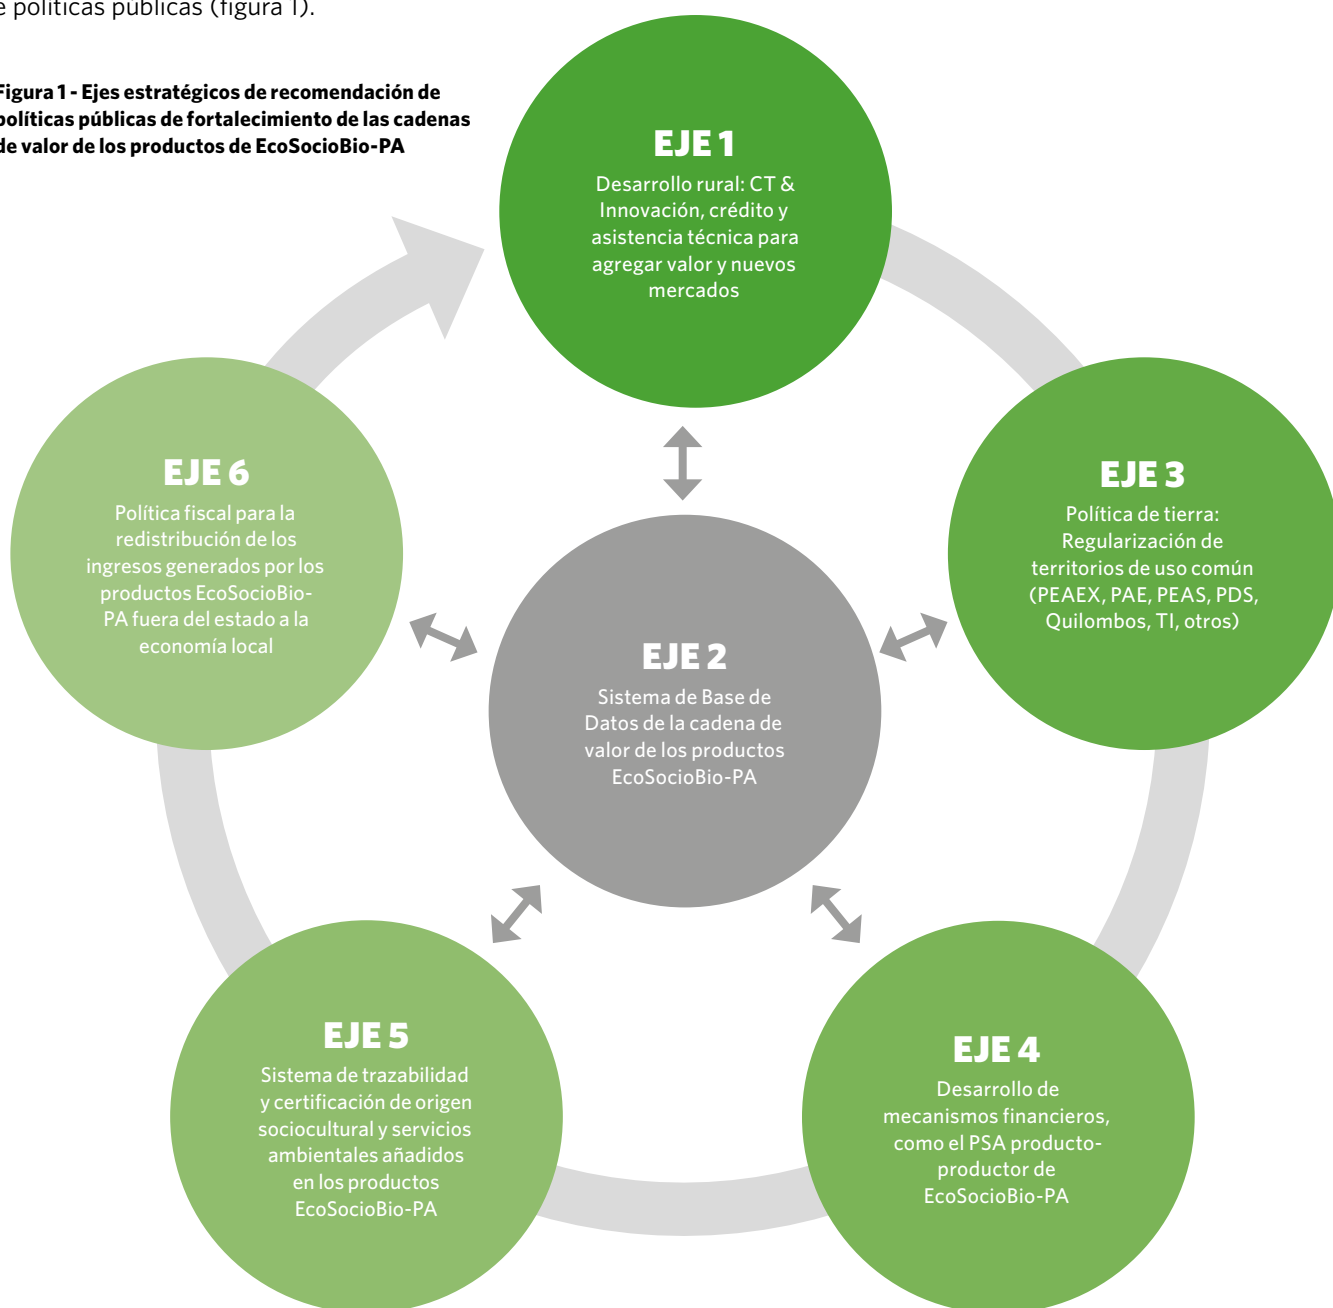 e políticas públicas (figura 1).
Figura 1 - Ejes estratégicos de recomendación de
políticas públicas de fortalecimiento de las cadenas
de valor de los productos de EcoSocioBio-PA
EJE 1
Desarrollo rural: CT &
Innovación, crédito y
asistencia técnica para
agregar valor y nuevos
mercados
EJE 6
Política fiscal para la
redistribución de los
ingresos generados por los
productos EcoSocioBio-
PA fuera del estado a la
economía local
EJE 3
Política de tierra:
Regularización de
territorios de uso común
(PEAEX, PAE, PEAS, PDS,
Quilombos, TI, otros)
EJE 2
Sistema de Base de
Datos de la cadena de
valor de los productos
EcoSocioBio-PA
EJE 5
Sistema de trazabilidad
y certificación de origen
sociocultural y servicios
ambientales añadidos
en los productos
EcoSocioBio-PA
EJE 4
Desarrollo de
mecanismos financieros,
como el PSA producto-
productor de
EcoSocioBio-PA